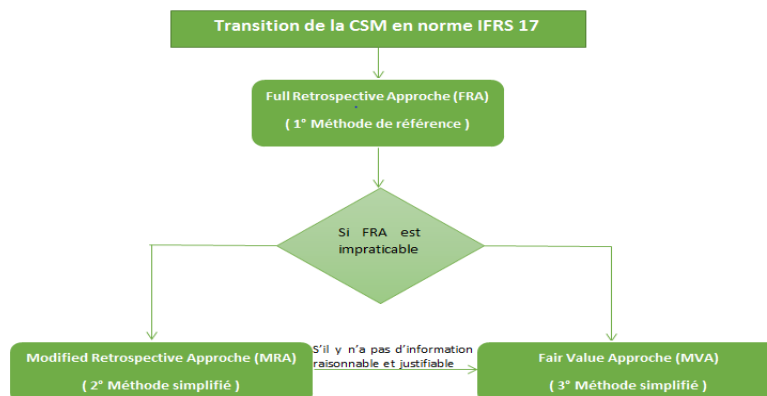 Transition de la CSM en norme IFRS 17
Full Retrospective Approche (FRA)
( 1° Méthode de référence )
Si FRA est
impraticable
S'il y n'a pas d'information
raisonnable et justifiable
Modified Retrospective Approche (MRA)
( 2° Méthode simplifié )
Fair Value Approche (MVA)
( 3° Méthode simplifié )